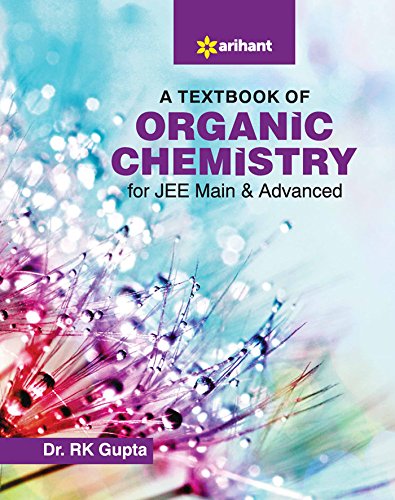 arihant
A TEXTBOOK OF
ORGANIC
CHEMISTRY
for JEE Main & Advanced
Dr. RK Gupta